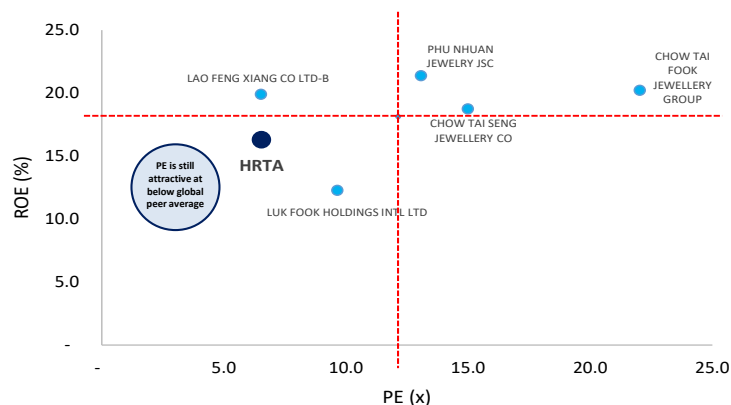 25.0
20.0
15.0
10.0
5.0
-
ROE (%)
LAO FENG XIANG CO LTD-B
PHU NHUAN
JEWELRY JSC
CHOW TAI
FOOK
JEWELLERY
GROUP
CHOW TAI SENG
JEWELLERY CO
HRTA
PE is still
attractive at
below global
peer average
LUK FOOK HOLDINGS INTL LTD
-
5.0
10.0
15.0
20.0
25.0
PE (x)